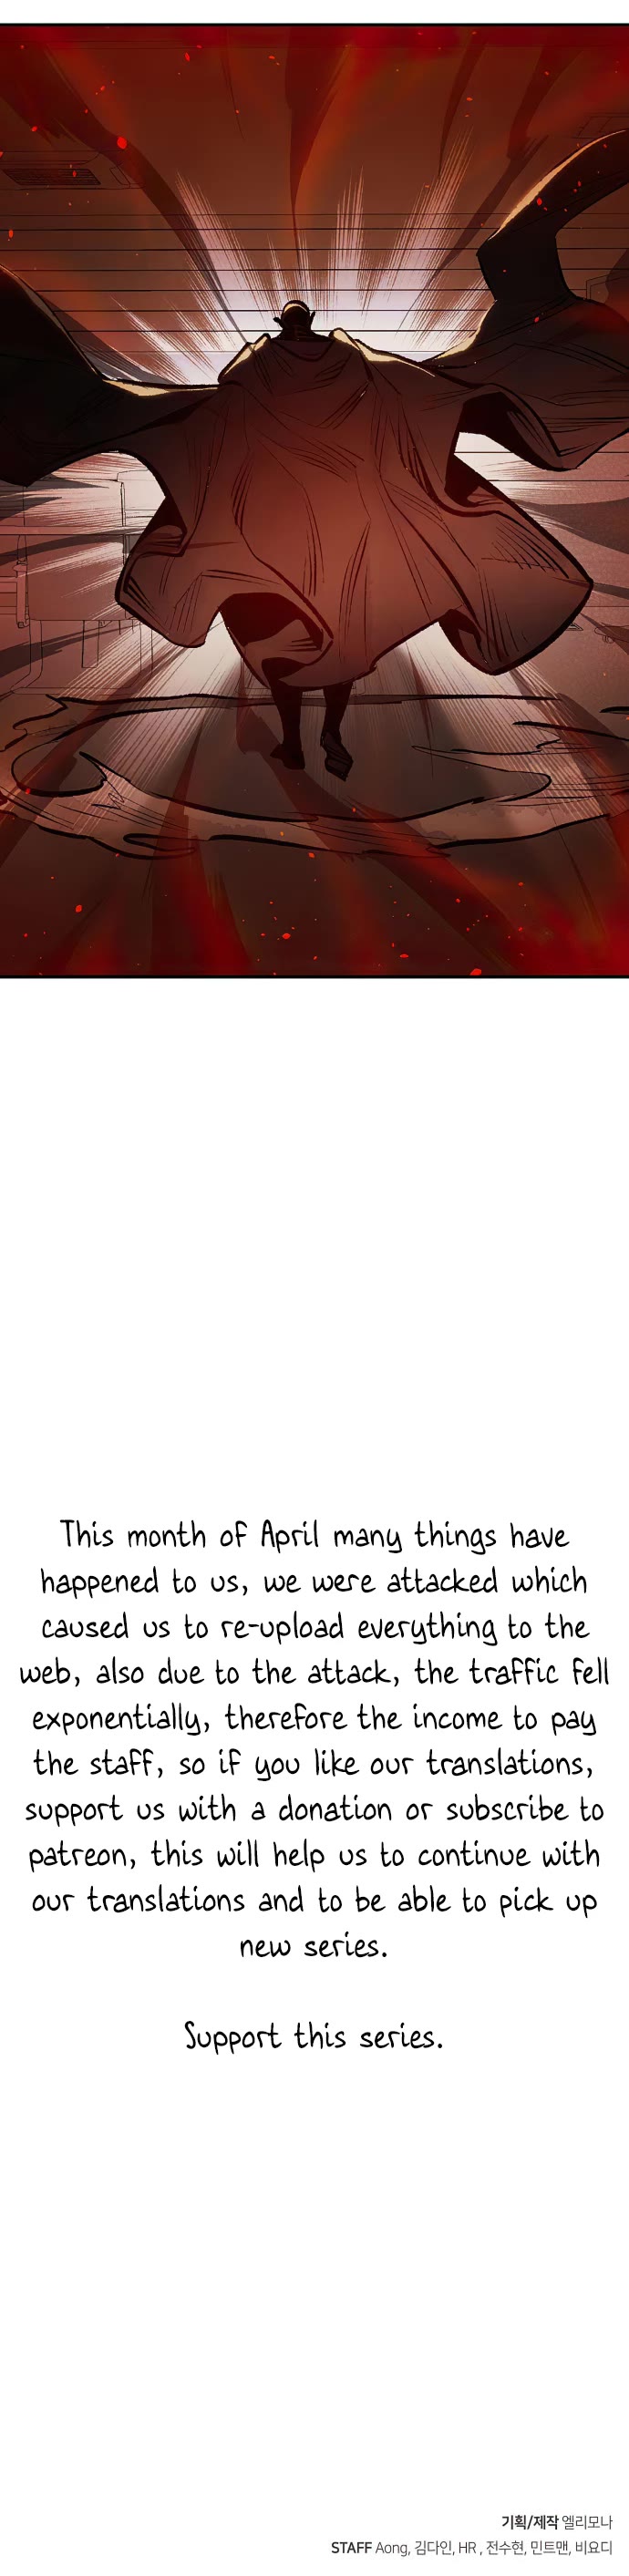 This month of April many things have
happened to us, we were attacked which
caused us to re-upload everything to the
web, also due to the attack, the traffic fell
exponentially, therefore the income to pay
the staff, so if you like our translations,
support us with a donation or subscribe to
patreon, this will help us to continue with
our translations and to be able to pick up
new series.
Support this series.
기획/제작 엘리모나
STAFF Aong, 김다인, HR , 전수현, 민트맨, 비요디